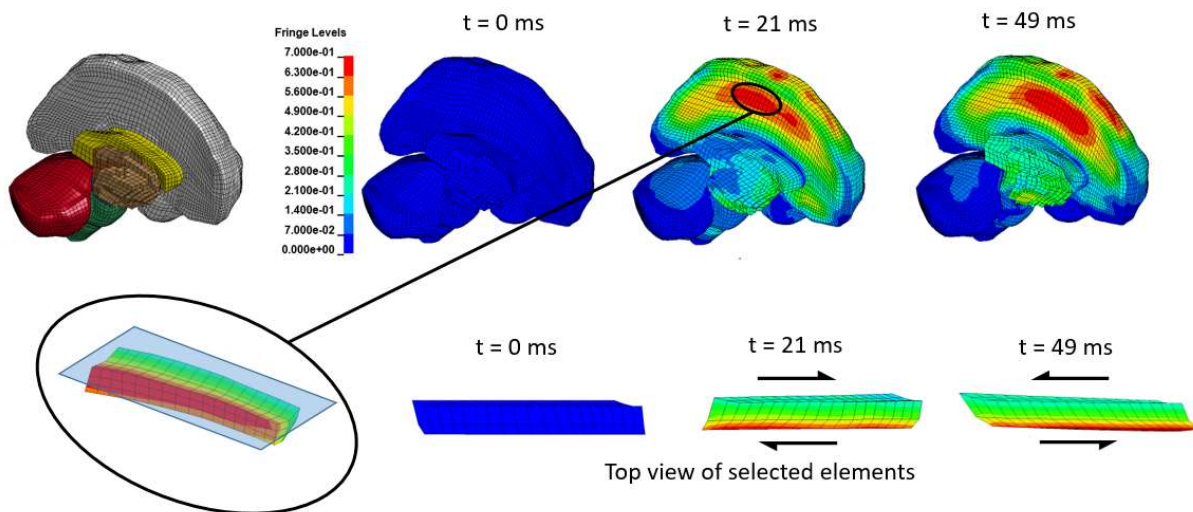 t = 0 ms
t = 21 ms
t = 49 ms
Fringe Levels
7.000e-01
6.300e-01
5.600e-01
4.900e-01
4.200e-01
3.500e-01
2.800e-01
2.100e-01
1.400e-01
7.000e-02
0.000e+00
t = 0 ms
t = 21 ms
t = 49 ms
Top view of selected elements